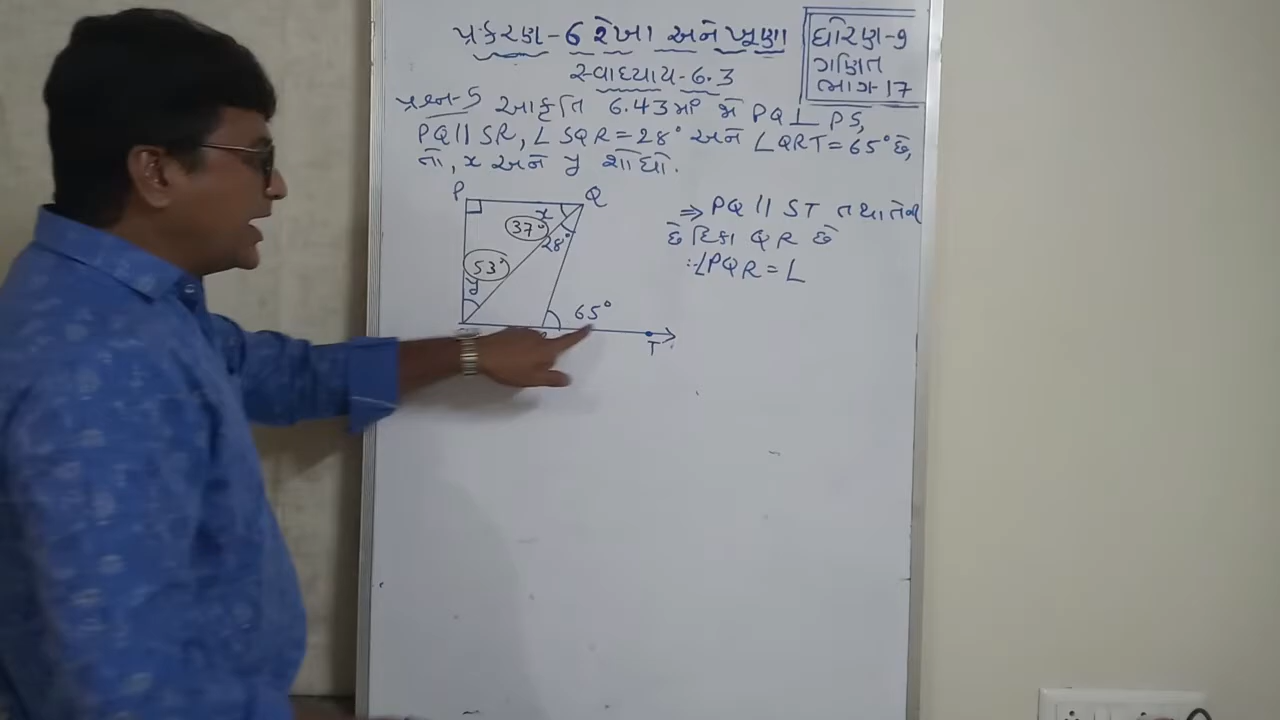 પ્રકરણ-6 રેખા અને ખૂણા
સ્વાધ્યાય-6.3
ધોરણ-9
ગણિત
ભાગ-17
પ્રશ્ન-5 આકૃતિ 6.43માં જો PQ⊥PS,
PQ||SR, ∠SQR=28° અને ∠QRT=65° છે,
તો, x અને y શોધો.
P Q
x
37°
28°
53°
y
65°
T
⇒ PQ || ST તથા તેની
છેદિકા QR છે
∴∠PQR=∠